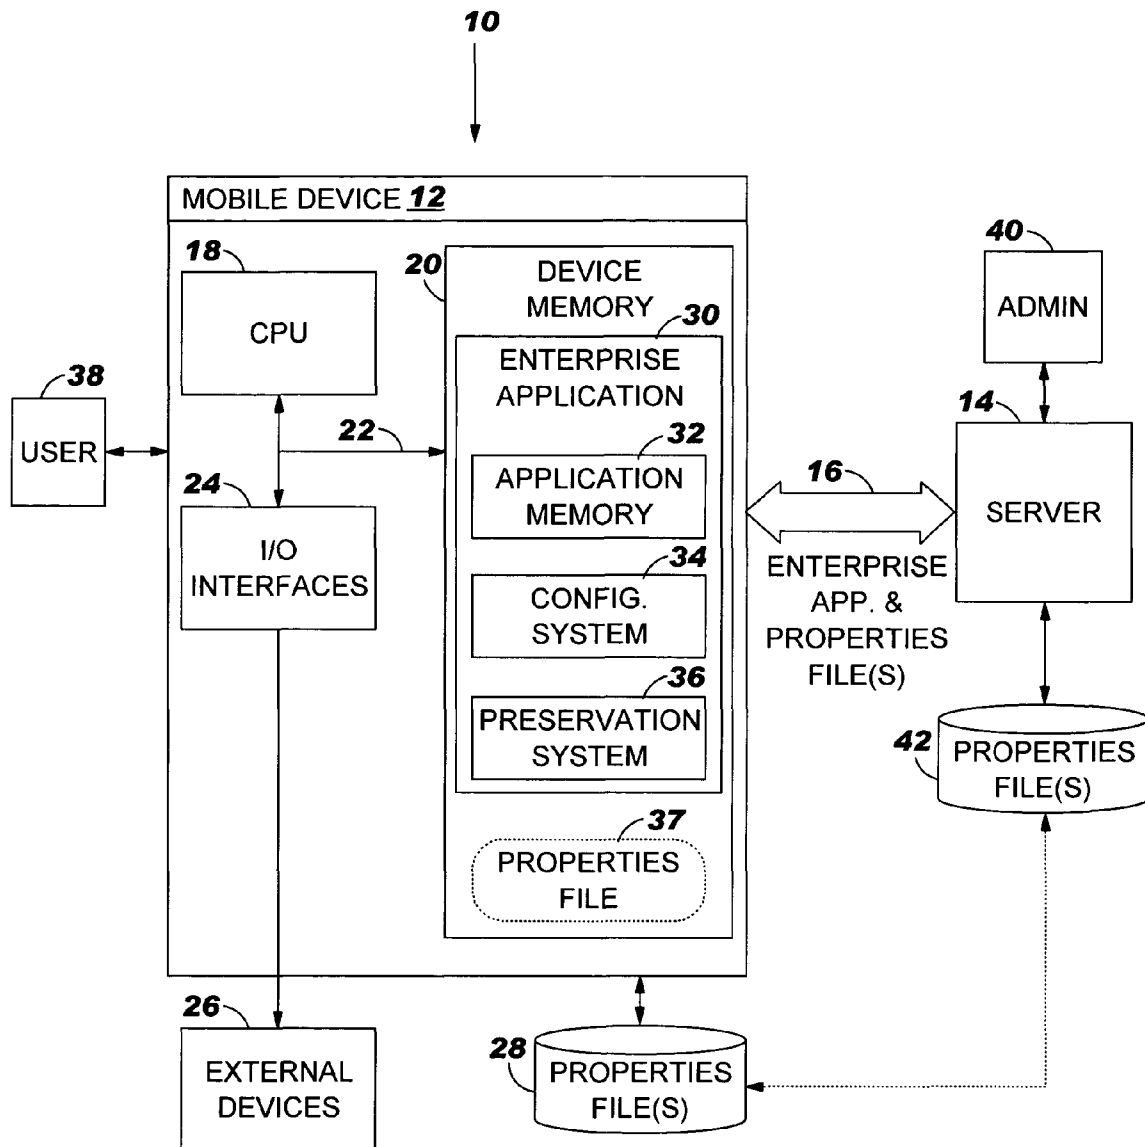 10
MOBILE DEVICE 12
18
CPU
20
DEVICE
MEMORY
30
ENTERPRISE
APPLICATION
40
ADMIN
38
USER
22
32
APPLICATION
MEMORY
14
SERVER
16
ENTERPRISE
APP. &
PROPERTIES
FILE(S)
24
I/O
INTERFACES
34
CONFIG.
SYSTEM
36
PRESERVATION
SYSTEM
37
PROPERTIES
FILE
42
PROPERTIES
FILE(S)
26
EXTERNAL
DEVICES
28
PROPERTIES
FILE(S)